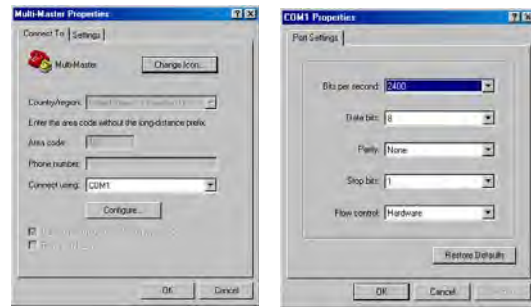 Multi-Master Properties
Connect To
Settings
Multi-Master
Change Icon...
Country/region:
Enter the area code without the long-distance prefix.
Area code:
Phone number:
Connect using:
COM1
Configure...
OK
Cancel
COM1 Properties
Port Settings
Bits per second:
2400
Data bits:
8
Parity:
None
Stop bits:
1
Flow control:
Hardware
Restore Defaults
OK
Cancel